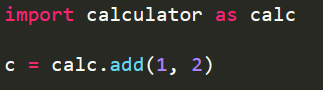 import calculator as calc
c = calc.add(1, 2)